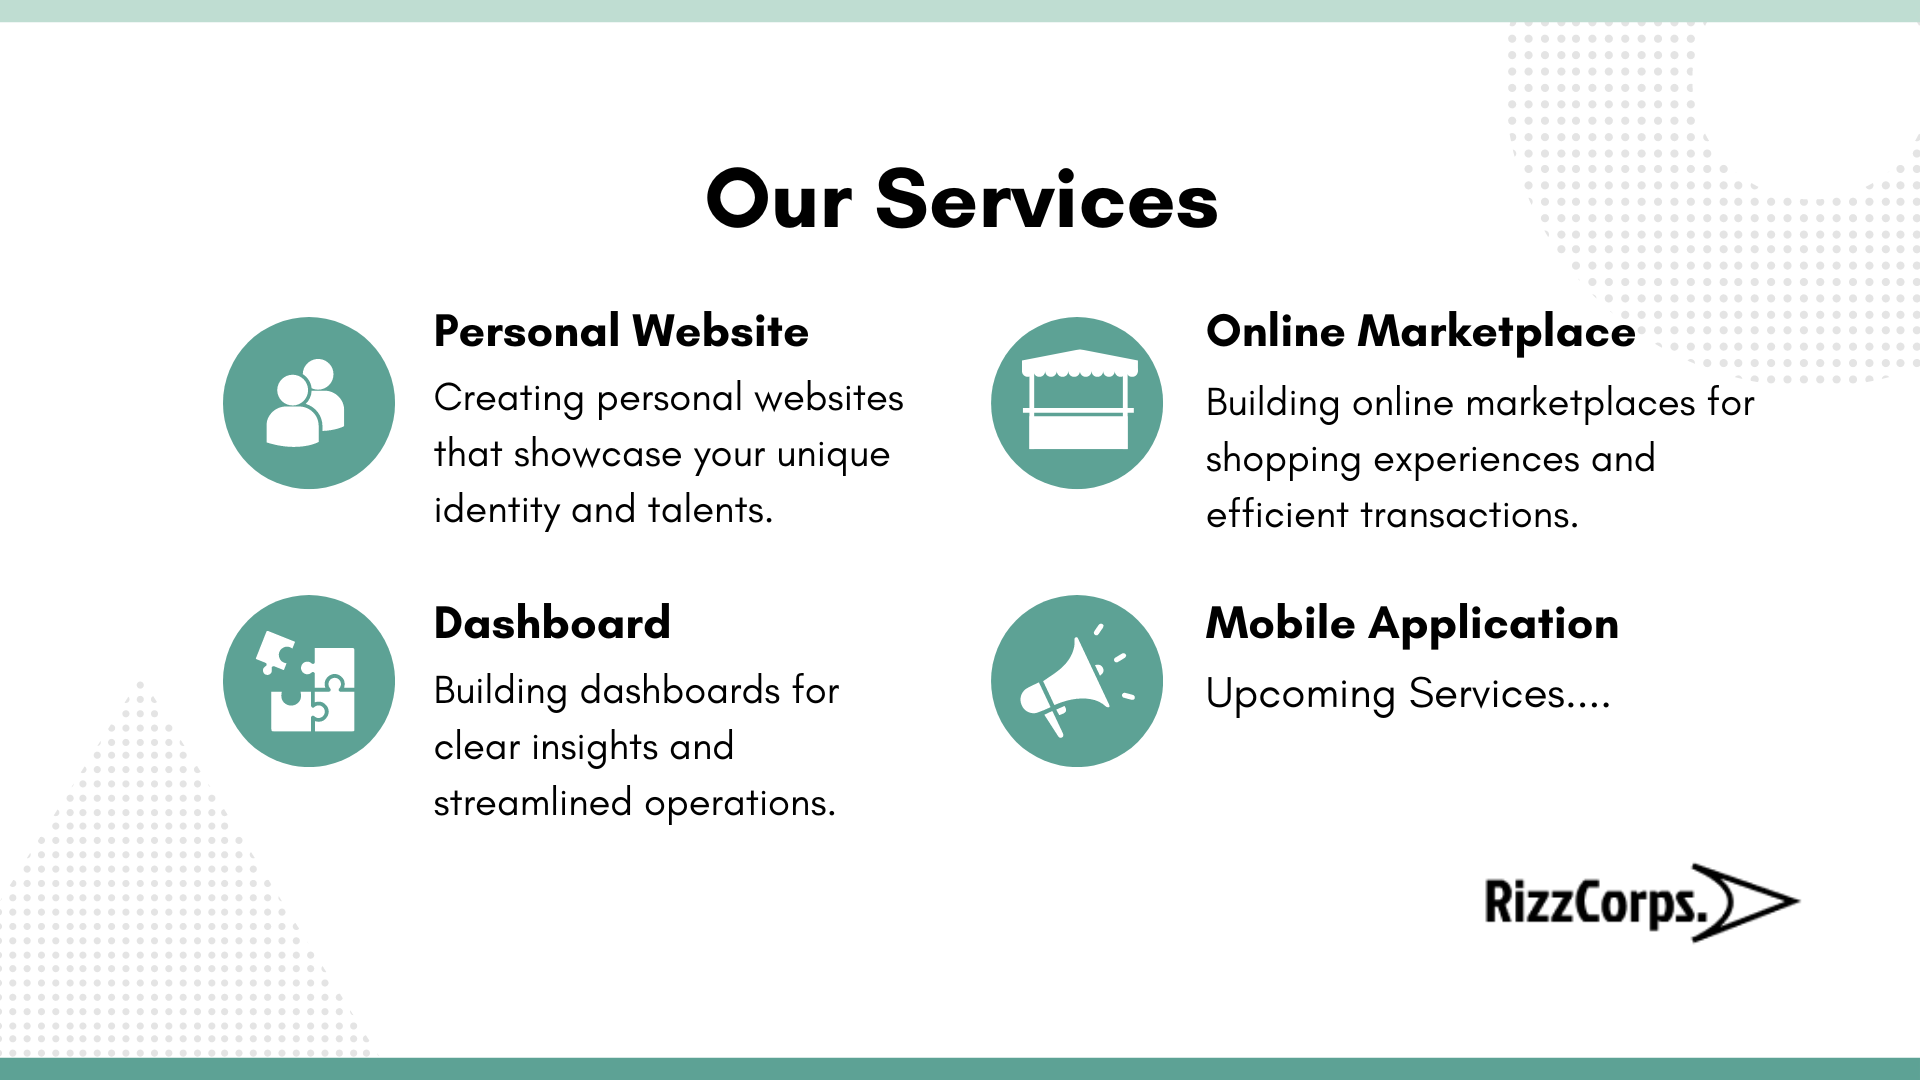 Our Services
Personal Website
Creating personal websites
that showcase your unique
identity and talents.
Online Marketplace
Building online marketplaces for
shopping experiences and
efficient transactions.
Dashboard
Building dashboards for
clear insights and
streamlined operations.
Mobile Application
Upcoming Services....
RizzCorps.